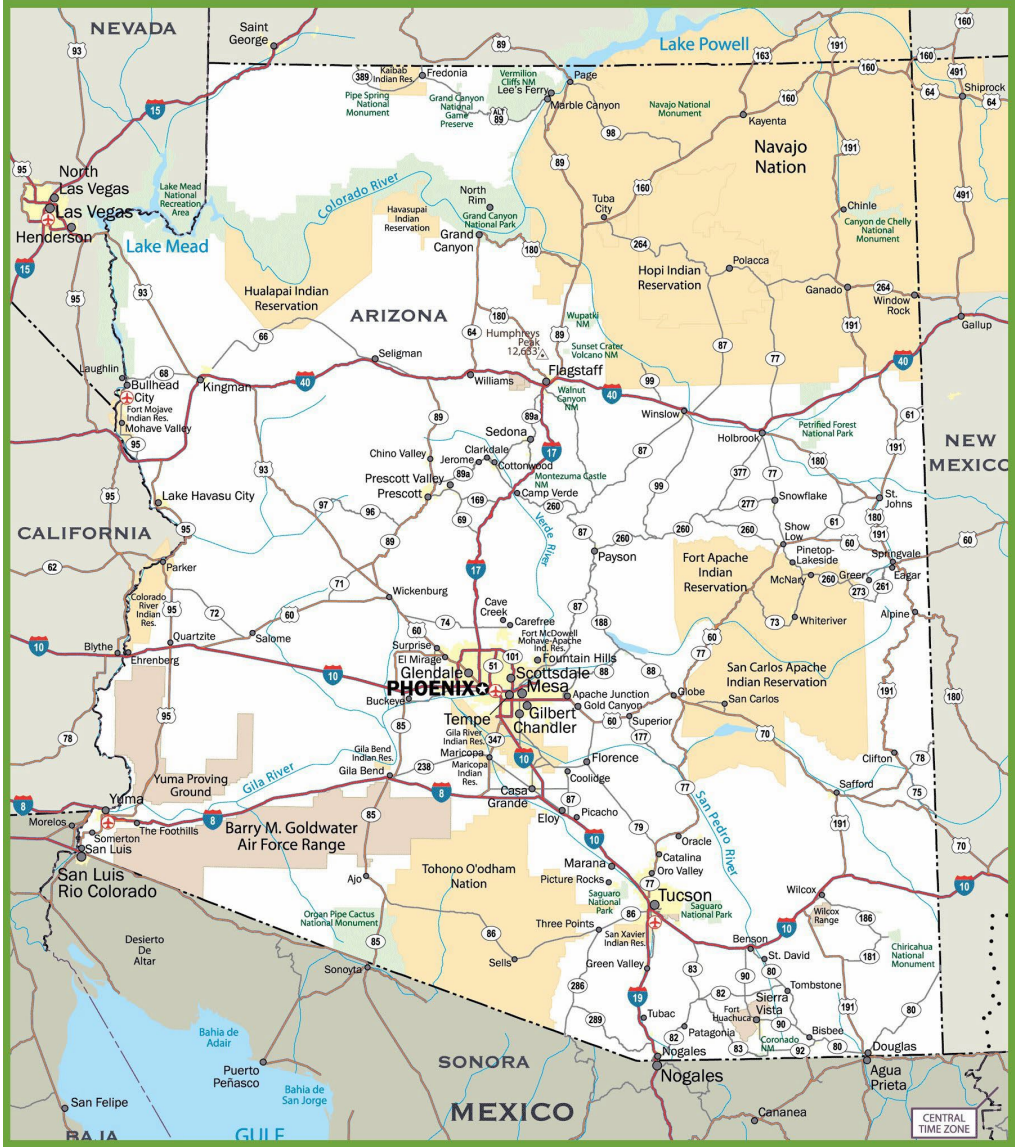 NEVADA
Saint
George
Lake Powell
Kaibab
Indian Res.
Fredonia
Vermilion
Cliffs NM
Lee's Ferry
Page
Marble Canyon
Pipe Spring
National
Monument
Grand Canyon
National
Game
Preserve
Navajo National
Monument
Kayenta
Shiprock
Navajo
Nation
North
Las Vegas
Las Vegas
Henderson
Lake Mead
National
Recreation
Area
Lake Mead
Colorado River
North
Rim
Grand Canyon
National Park
Havasupai
Indian
Reservation
Grand
Canyon
Tuba
City
Chinle
Canyon de Chelly
National
Monument
Hualapai Indian
Reservation
Hopi Indian
Reservation
Polacca
Ganado
Window
Rock
Gallup
ARIZONA
Humphreys
Peak
12,633'
Wupatki
NM
Sunset Crater
Volcano NM
Seligman
Williams
Flagstaff
Walnut
Canyon
NM
Laughlin
Bullhead
City
Kingman
Fort Mojave
Indian Res.
Mohave Valley
Winslow
Holbrook
Petrified Forest
National Park
NEW
MEXICO
Sedona
Clarkdale
Jerome
Cottonwood
Chino Valley
Montezuma Castle
NM
Prescott Valley
Prescott
Camp Verde
Lake Havasu City
Snowflake
St.
Johns
CALIFORNIA
Verde River
Payson
Show
Low
Pinetop-
Lakeside
McNary
Greer
Springvale
Eagar
Fort Apache
Indian
Reservation
Whiteriver
Alpine
Parker
Colorado
River
Indian
Res.
Wickenburg
Cave
Creek
Carefree
Fort McDowell
Mohave-Apache
Ind. Res.
Quartzite
Salome
Blythe
Ehrenberg
Surprise
El Mirage
Glendale
Fountain Hills
Scottsdale
PHOENIX
Mesa
Buckeye
Apache Junction
Gold Canyon
Tempe
Gilbert
Chandler
Superior
Globe
San Carlos
San Carlos Apache
Indian Reservation
Gila River
Indian Res.
Maricopa
Maricopa
Indian
Res.
Gila Bend
Indian Res.
Gila Bend
Florence
Coolidge
Clifton
Safford
Yuma Proving
Ground
Gila River
Casa
Grande
Eloy
Picacho
San Pedro River
Yuma
Morelos
The Foothills
Somerton
San Luis
San Luis
Rio Colorado
Barry M. Goldwater
Air Force Range
Ajo
Tohono O'odham
Nation
Oracle
Catalina
Oro Valley
Marana
Picture Rocks
Saguaro
National
Park
Tucson
Saguaro
National Park
Wilcox
Wilcox
Range
Organ Pipe Cactus
National Monument
Three Points
San Xavier
Indian Res.
Sells
Green Valley
Benson
St. David
Chiricahua
National
Monument
Desierto
De
Altar
Sonoyta
Tubac
Patagonia
Fort
Huachuca
Sierra
Vista
Tombstone
Bisbee
Coronado
NM
Douglas
Agua
Prieta
Nogales
Nogales
Cananea
Bahia de
Adair
Puerto
Peñasco
Bahia de
San Jorge
San Felipe
SONORA
MEXICO
BAJA
GULF
CENTRAL
TIME ZONE